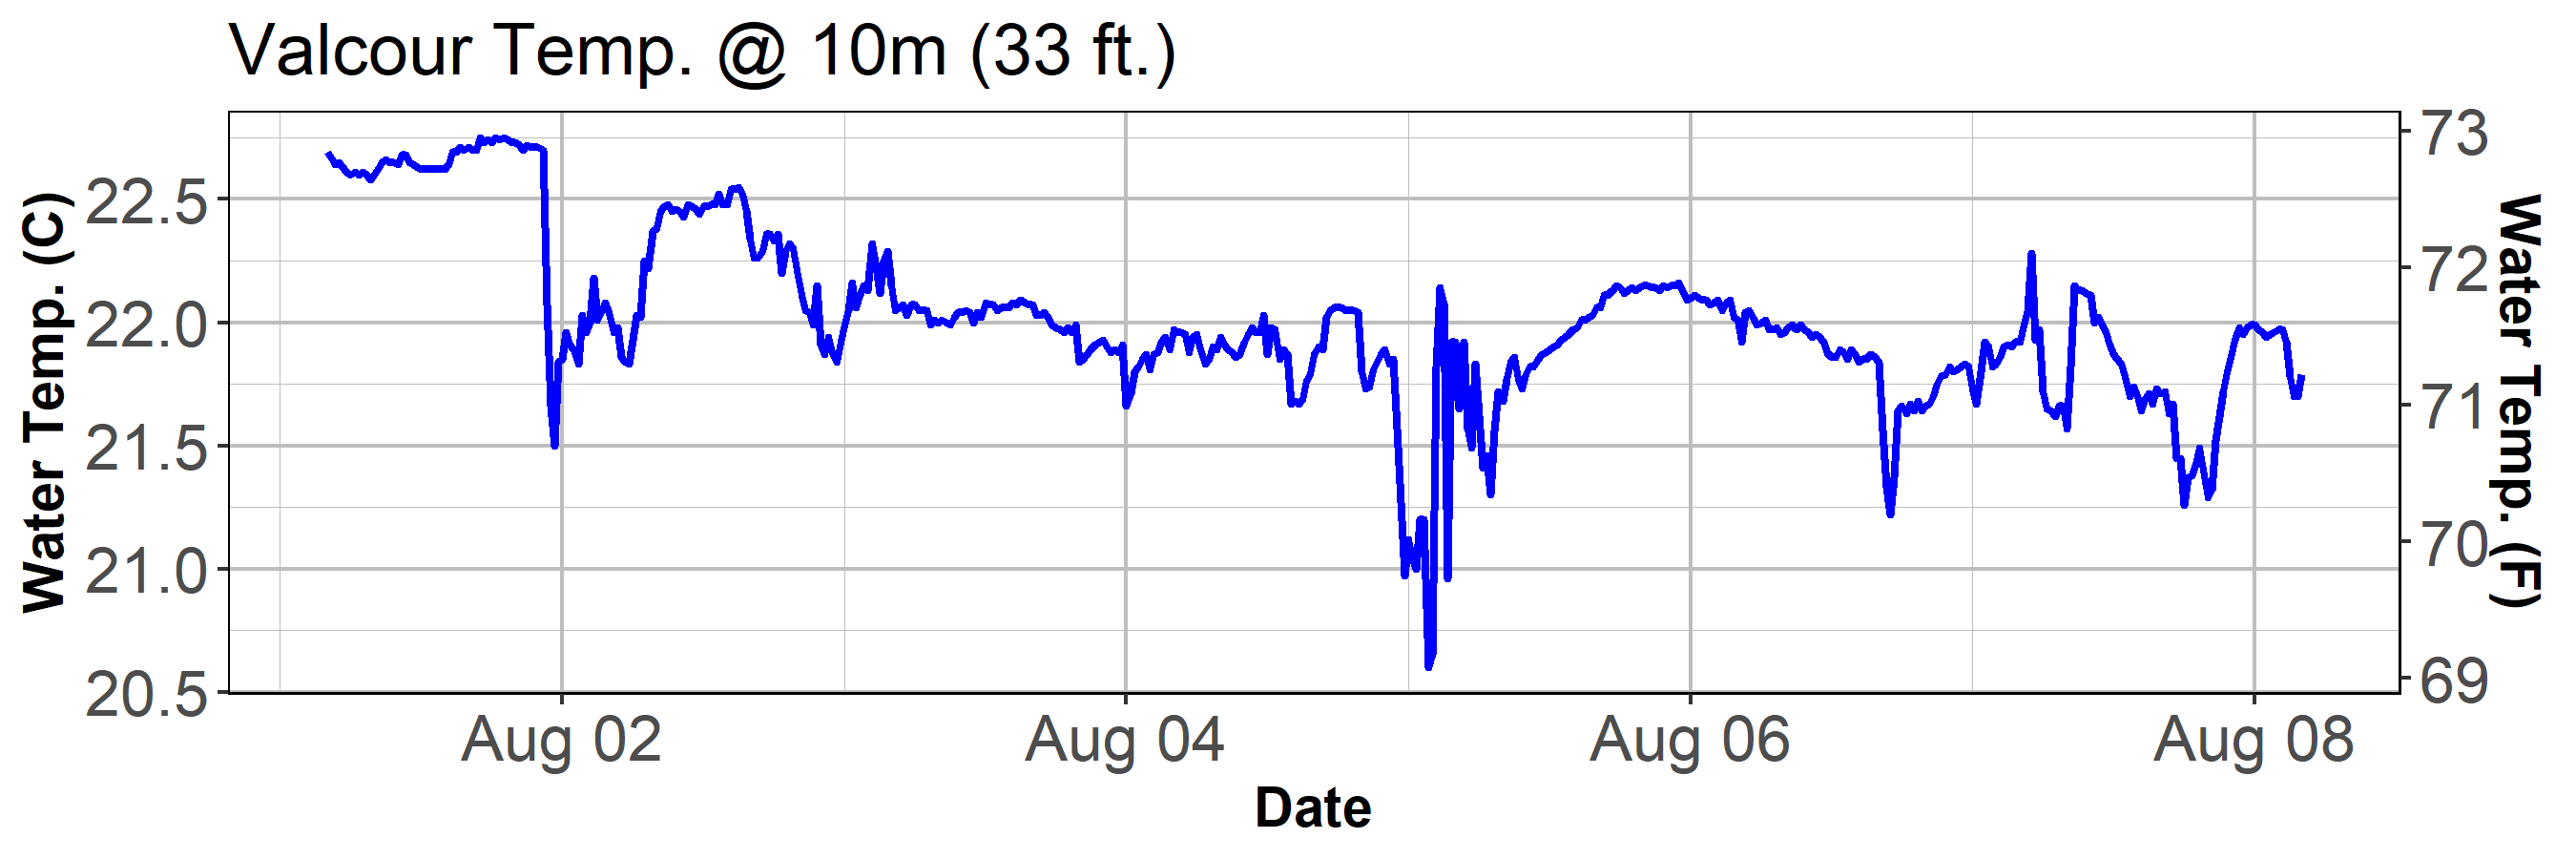 Valcour Temp. @ 10m (33 ft.)
Water Temp. (C)
22.5
22.0
21.5
21.0
20.5
73
72
71
70
69
Water Temp. (F)
Aug 02
Aug 04
Aug 06
Aug 08
Date